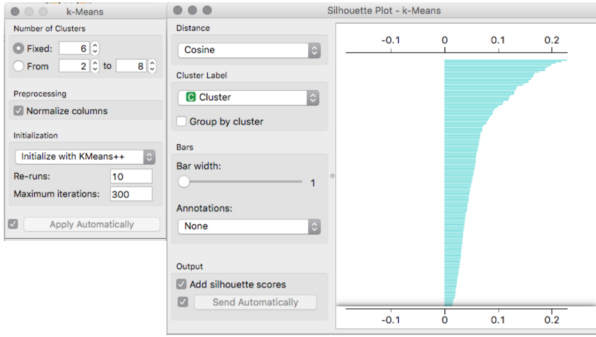 k-Means
Number of Clusters
Fixed: 6
From 2 to 8
Preprocessing
Normalize columns
Initialization
Initialize with KMeans++
Re-runs: 10
Maximum iterations: 300
Apply Automatically
Silhouette Plot - k-Means
Distance
Cosine
Cluster Label
C Cluster
Group by cluster
Bars
Bar width:
1
Annotations:
None
Output
Add silhouette scores
Send Automatically
-0.1 0 0.1 0.2
-0.1 0 0.1 0.2